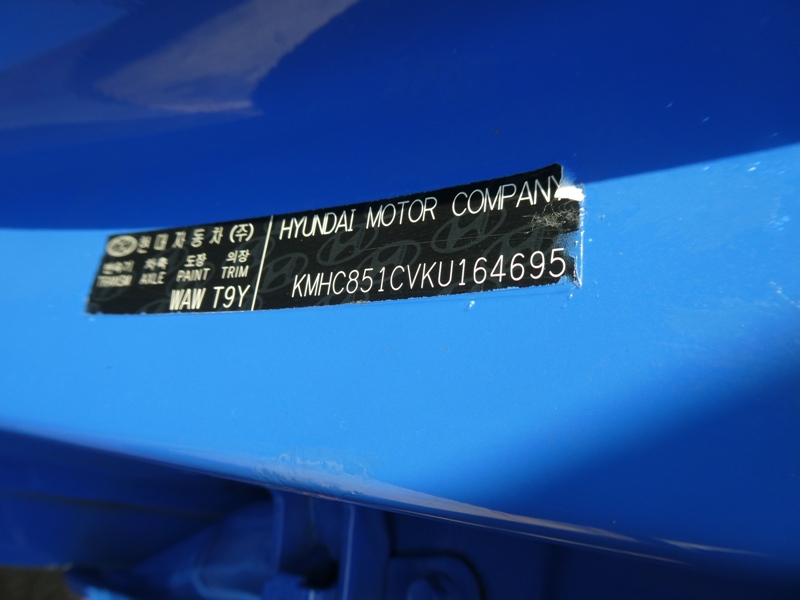 현대자동차(주)
변속기 차축 도장 의장
TRANSM AXLE PAINT TRIM
WAW T9Y
HYUNDAI MOTOR COMPANY
KMHC851CVKU164695